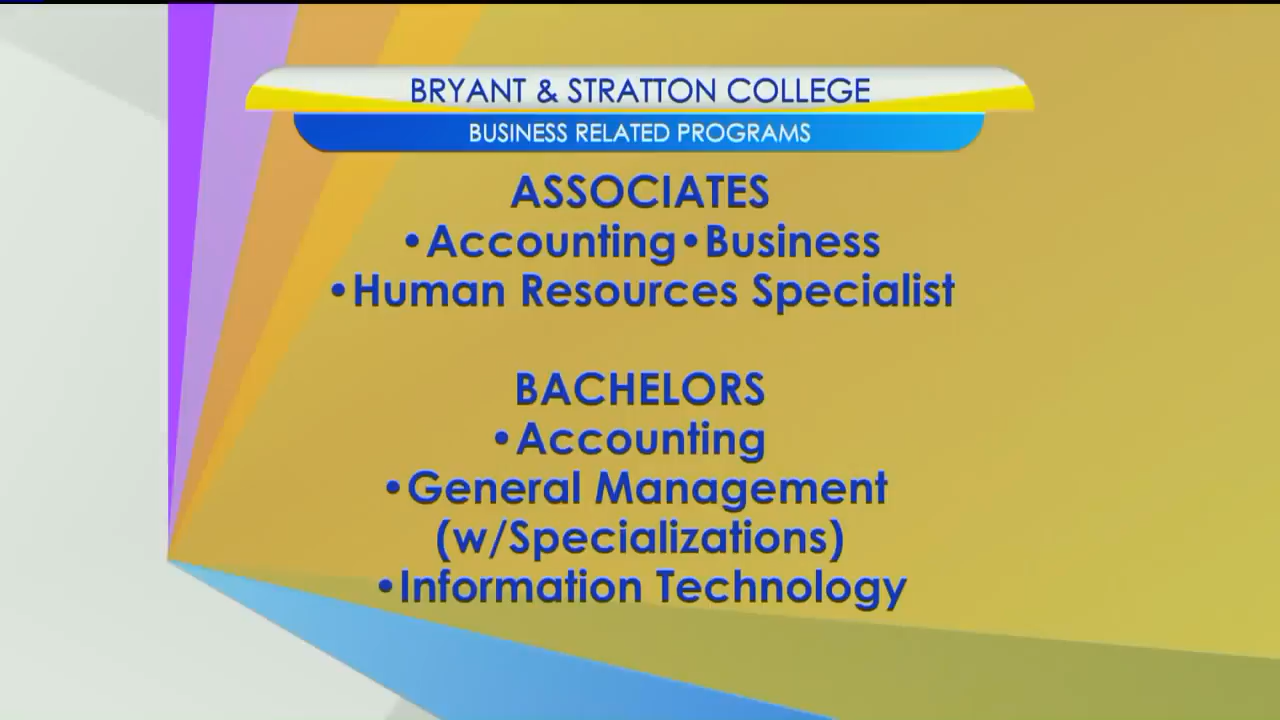 BRYANT & STRATTON COLLEGE
BUSINESS RELATED PROGRAMS
ASSOCIATES
•Accounting•Business
•Human Resources Specialist
BACHELORS
•Accounting
•General Management
(w/Specializations)
•Information Technology